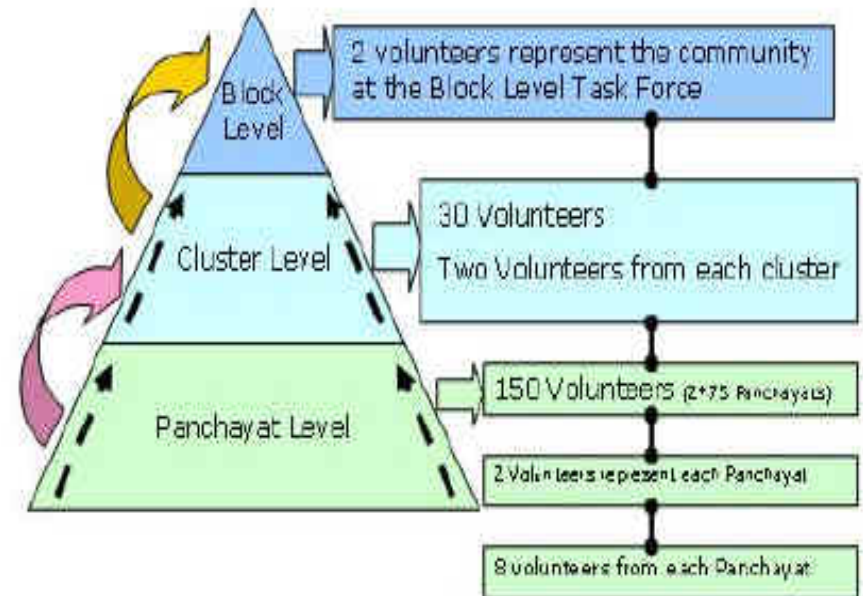 Block
Level
2 volunteers represent the community
at the Block Level Task Force
Cluster Level
30 Volunteers
Two Volunteers from each cluster
Panchayat Level
150 Volunteers (2*75 Panchayats)
2 Volunteers represent each Panchayat
8 volunteers from each Panchayat